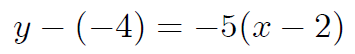 y − (−4) = −5(x − 2)